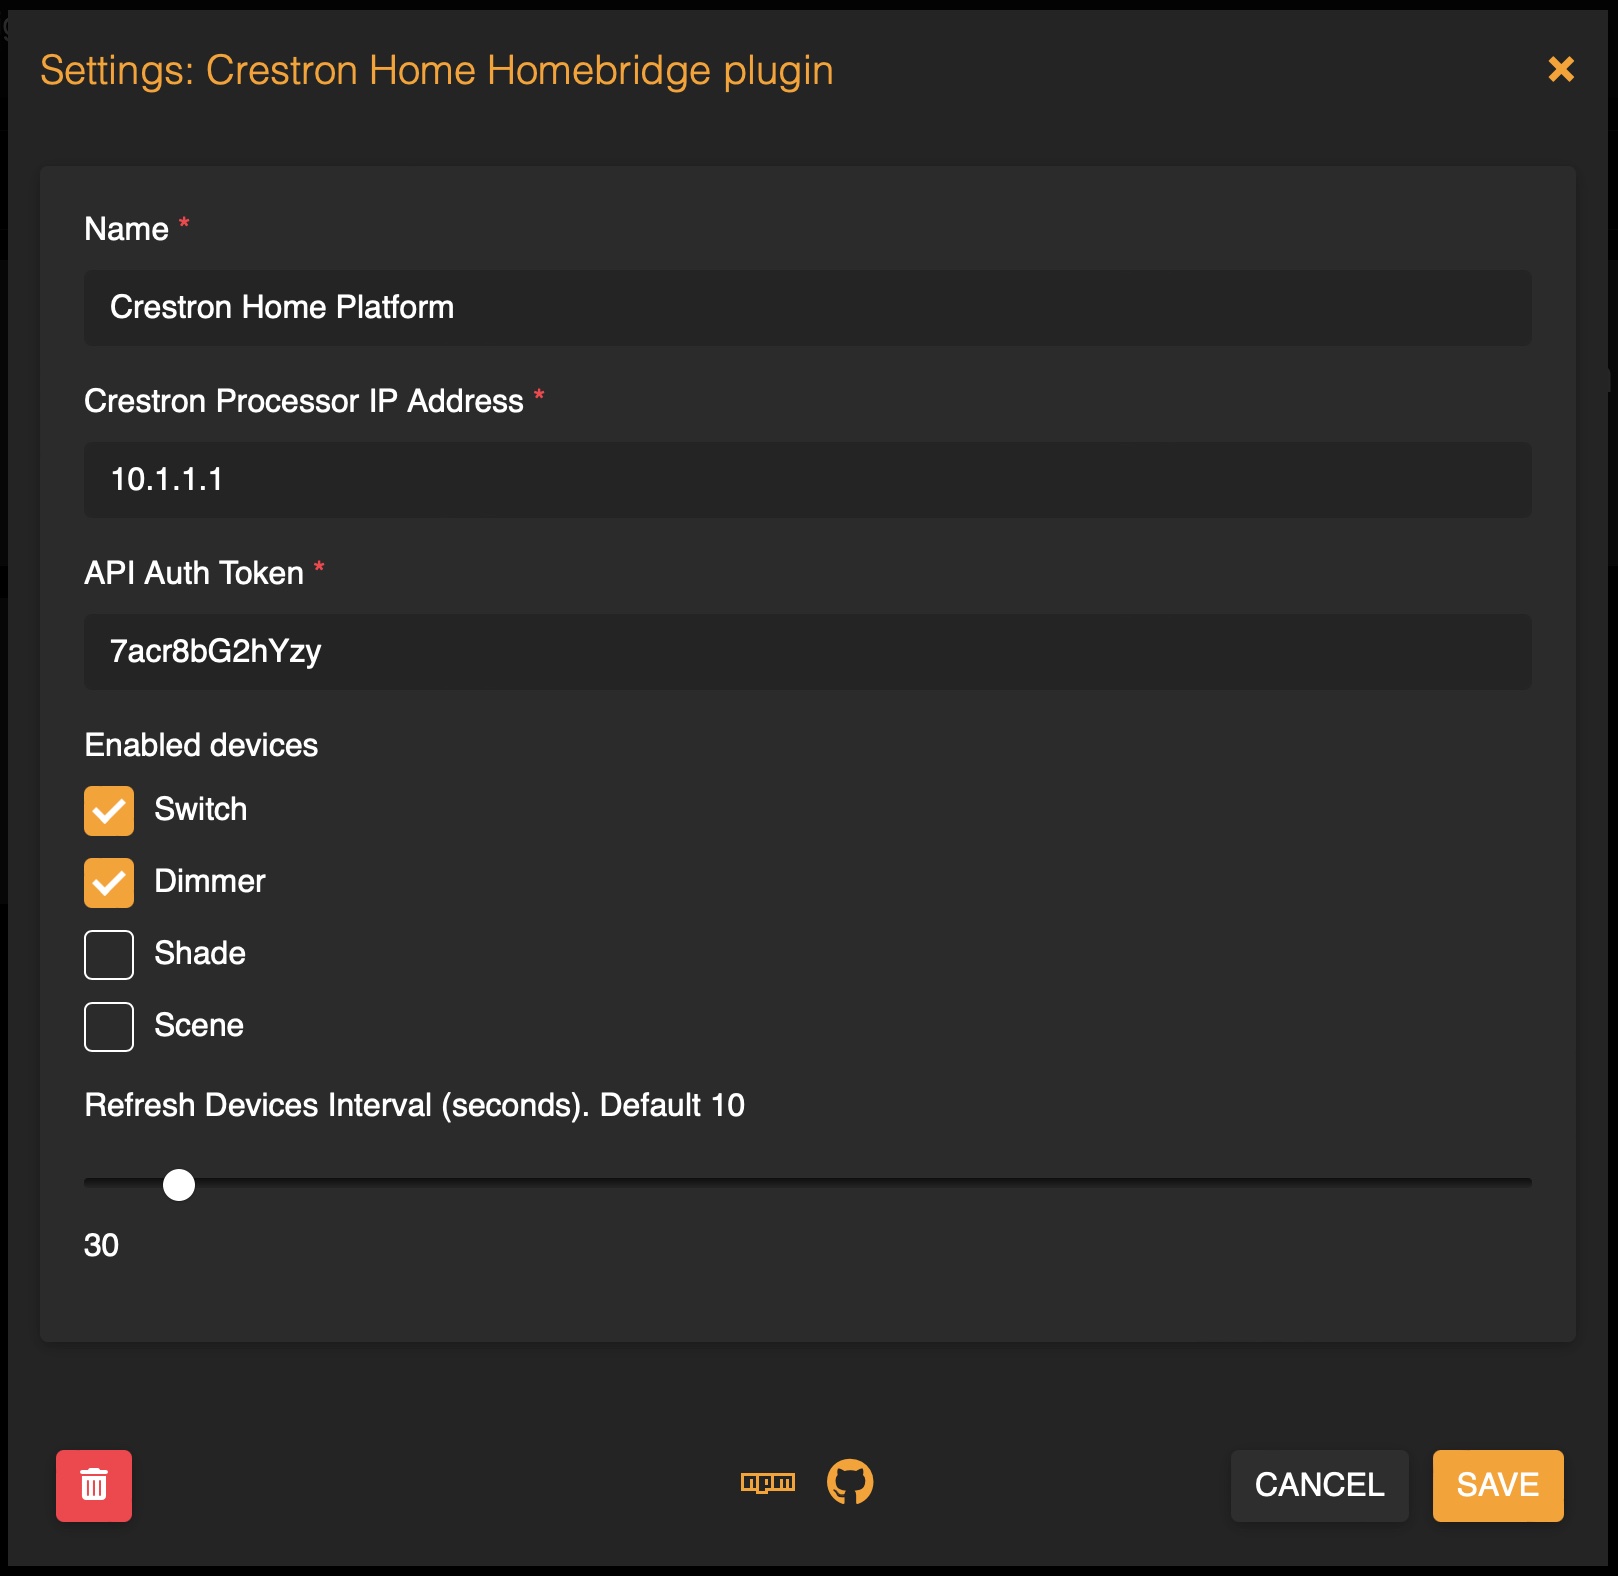 Settings: Crestron Home Homebridge plugin
Name *
Crestron Home Platform
Crestron Processor IP Address *
10.1.1.1
API Auth Token *
7acr8bG2hYzy
Enabled devices
Switch
Dimmer
Shade
Scene
Refresh Devices Interval (seconds). Default 10
30
npm
CANCEL
SAVE